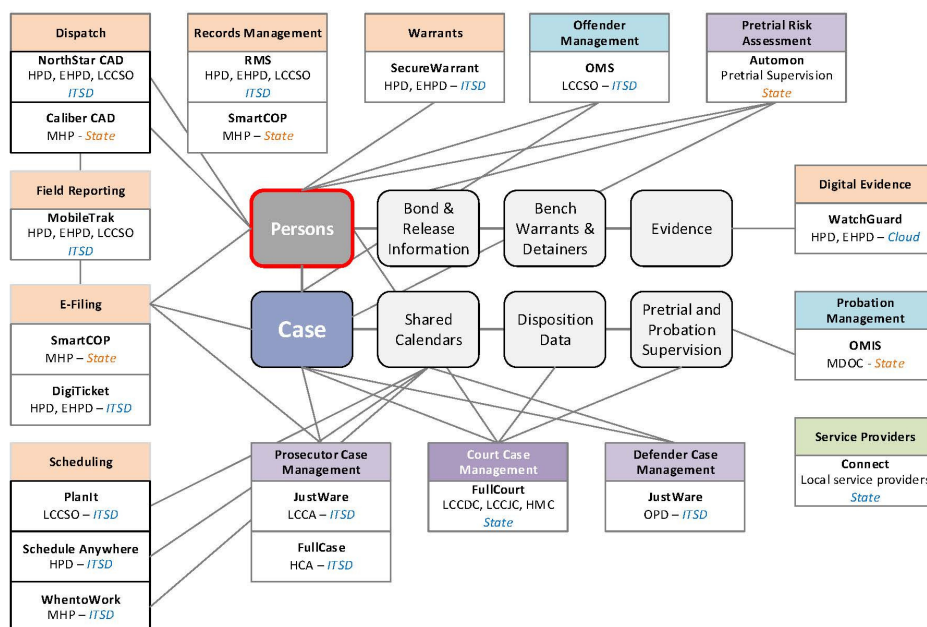 Dispatch
NorthStar CAD
HPD, EHPD, LCCSO
ITSD
Caliber CAD
MHP - State
Records Management
RMS
HPD, EHPD, LCCSO
ITSD
SmartCOP
MHP – State
Warrants
SecureWarrant
HPD, EHPD – ITSD
Offender
Management
OMS
LCCSO – ITSD
Pretrial Risk
Assessment
Automon
Pretrial Supervision
State
Field Reporting
MobileTrak
HPD, EHPD, LCCSO
ITSD
Persons
Bond &
Release
Information
Bench
Warrants &
Detainers
Evidence
Digital Evidence
WatchGuard
HPD, EHPD – Cloud
E-Filing
SmartCOP
MHP – State
DigiTicket
HPD, EHPD – ITSD
Case
Shared
Calendars
Disposition
Data
Pretrial and
Probation
Supervision
Probation
Management
OMIS
MDOC - State
Scheduling
PlanIt
LCCSO – ITSD
Schedule Anywhere
HPD – ITSD
WhentoWork
MHP – ITSD
Prosecutor Case
Management
JustWare
LCCA – ITSD
FullCase
HCA – ITSD
Court Case
Management
FullCourt
LCCDC, LCCJC, HMC
State
Defender Case
Management
JustWare
OPD – ITSD
Service Providers
Connect
Local service providers
State